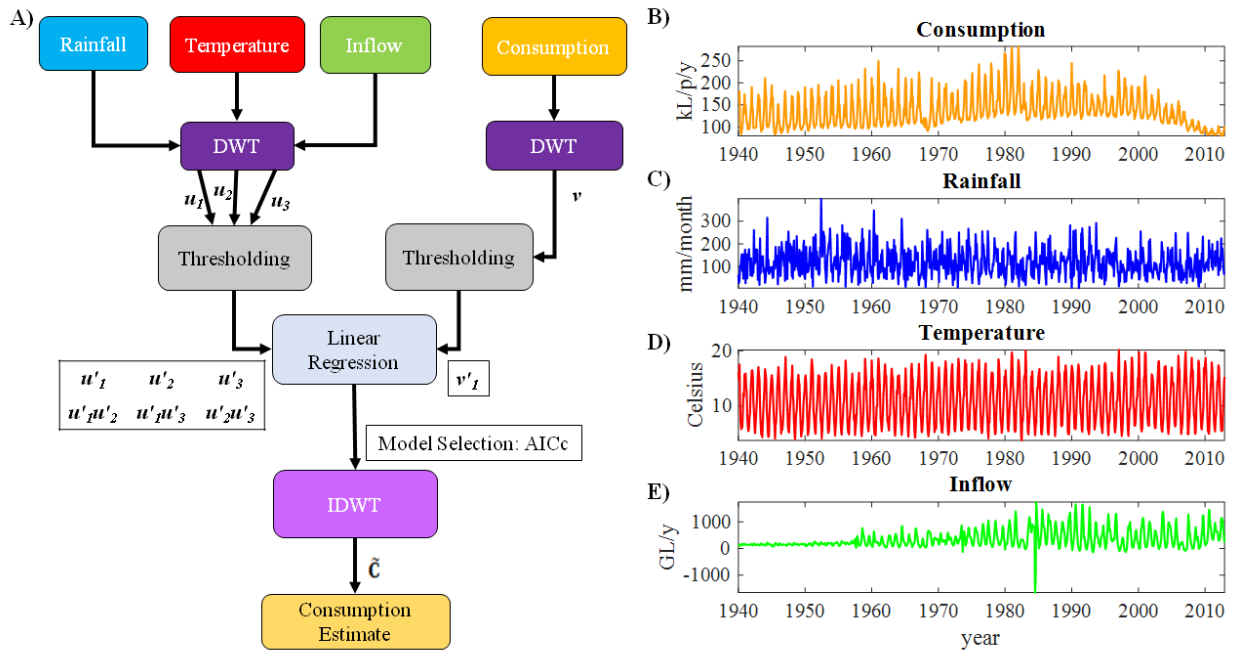 A)
Rainfall
Temperature
Inflow
Consumption
DWT
DWT
u1
u2
u3
v
Thresholding
Thresholding
Linear
Regression
u'1 u'2 u'3
u'1u'2 u'1u'3 u'2u'3
v'1
Model Selection: AICc
IDWT
C̃
Consumption
Estimate
B)
Consumption
kL/p/y
250
200
150
100
1940 1950 1960 1970 1980 1990 2000 2010
C)
Rainfall
mm/month
300
200
100
1940 1950 1960 1970 1980 1990 2000 2010
D)
Temperature
Celsius
20
10
1940 1950 1960 1970 1980 1990 2000 2010
E)
Inflow
GL/y
1000
0
-1000
1940 1950 1960 1970 1980 1990 2000 2010
year